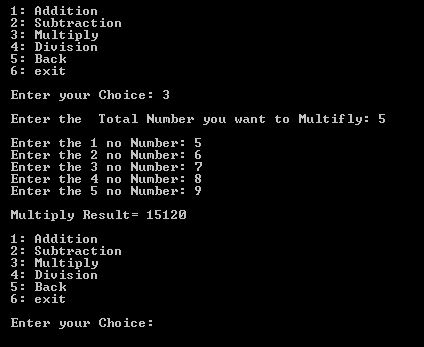 1: Addition
2: Subtraction
3: Multiply
4: Division
5: Back
6: exit
Enter your Choice: 3
Enter the  Total Number you want to Multifly: 5
Enter the 1 no Number: 5
Enter the 2 no Number: 6
Enter the 3 no Number: 7
Enter the 4 no Number: 8
Enter the 5 no Number: 9
Multiply Result= 15120
1: Addition
2: Subtraction
3: Multiply
4: Division
5: Back
6: exit
Enter your Choice: